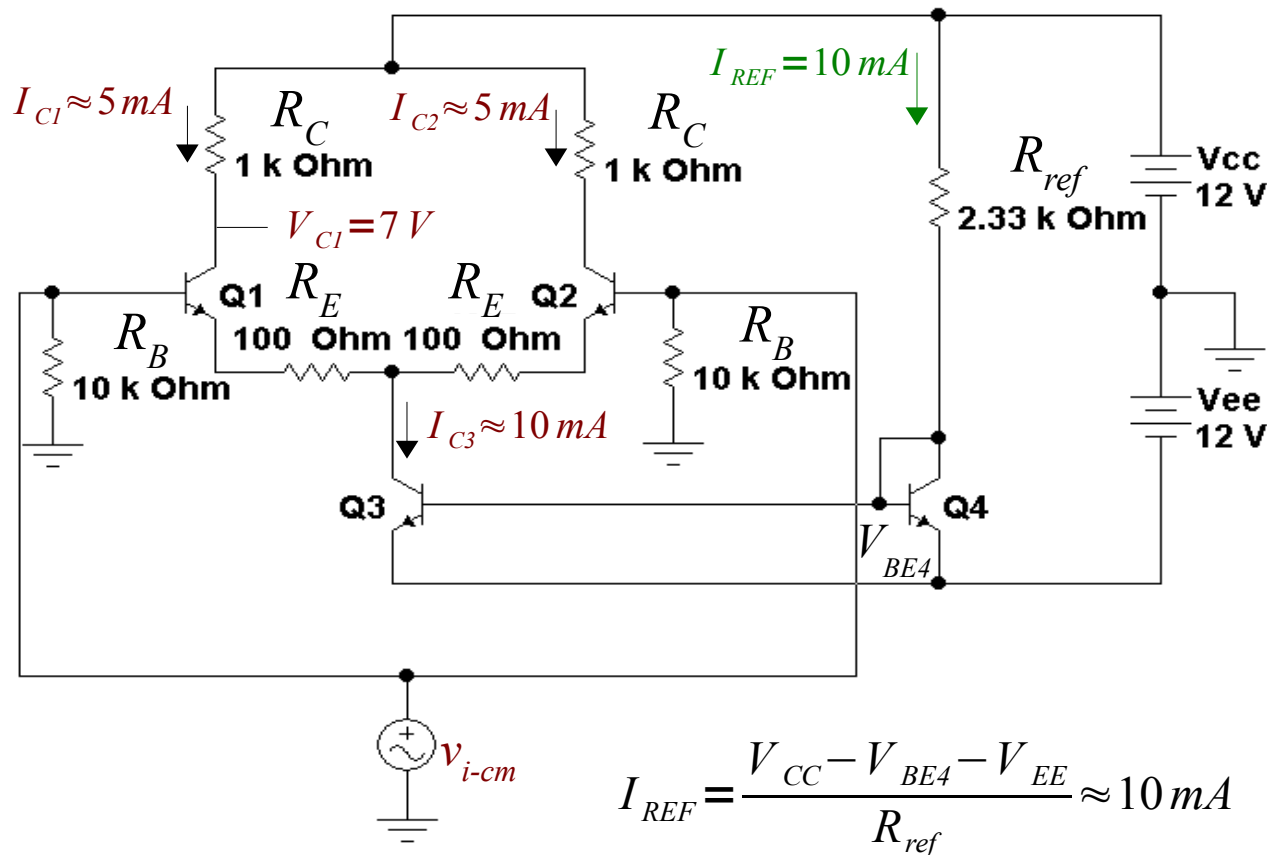 I_REF = 10 mA
I_C1 ≈ 5 mA
R_C
1 k Ohm
I_C2 ≈ 5 mA
R_C
1 k Ohm
R_ref
2.33 k Ohm
Vcc
12 V
V_C1 = 7 V
Q1
R_E
100 Ohm
R_E
100 Ohm
Q2
R_B
10 k Ohm
R_B
10 k Ohm
Vee
12 V
I_C3 ≈ 10 mA
Q3
Q4
V_BE4
+
v_i-cm
I_REF = (V_CC − V_BE4 − V_EE) / R_ref ≈ 10 mA